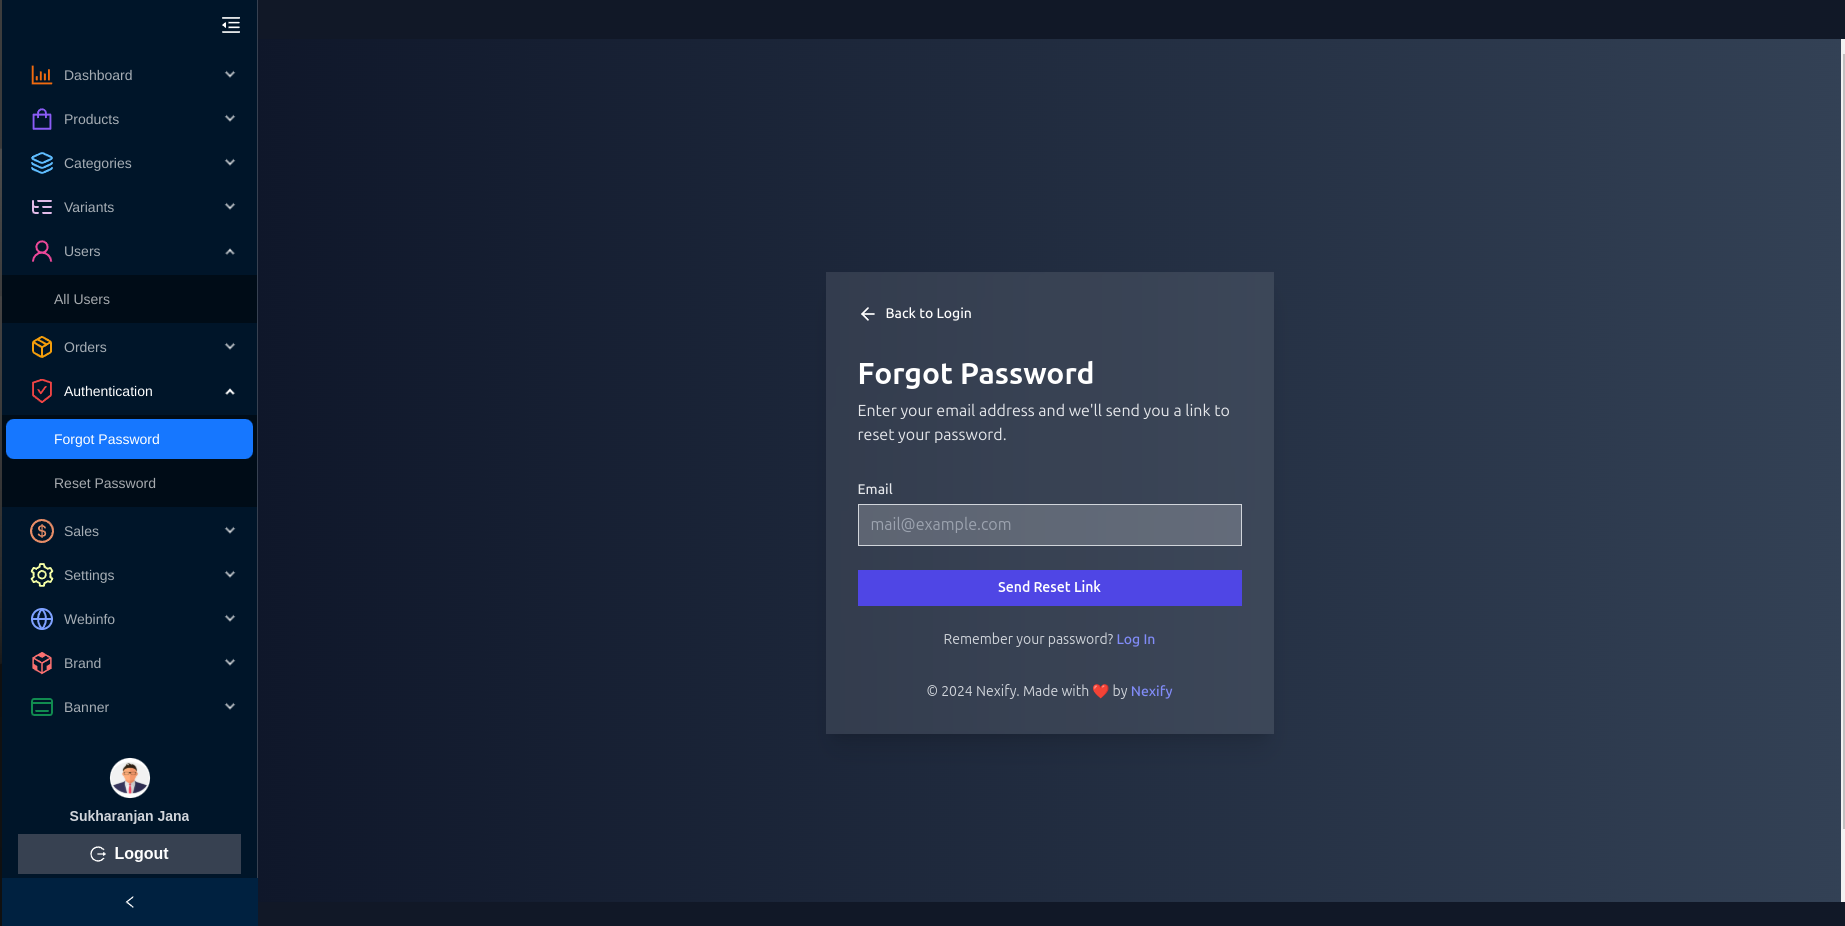 Dashboard
Products
Categories
Variants
Users
All Users
Orders
Authentication
Forgot Password
Reset Password
Sales
Settings
Webinfo
Brand
Banner
Sukharanjan Jana
Logout
Back to Login
Forgot Password
Enter your email address and we'll send you a link to
reset your password.
Email
mail@example.com
Send Reset Link
Remember your password? Log In
© 2024 Nexify. Made with ❤️ by Nexify